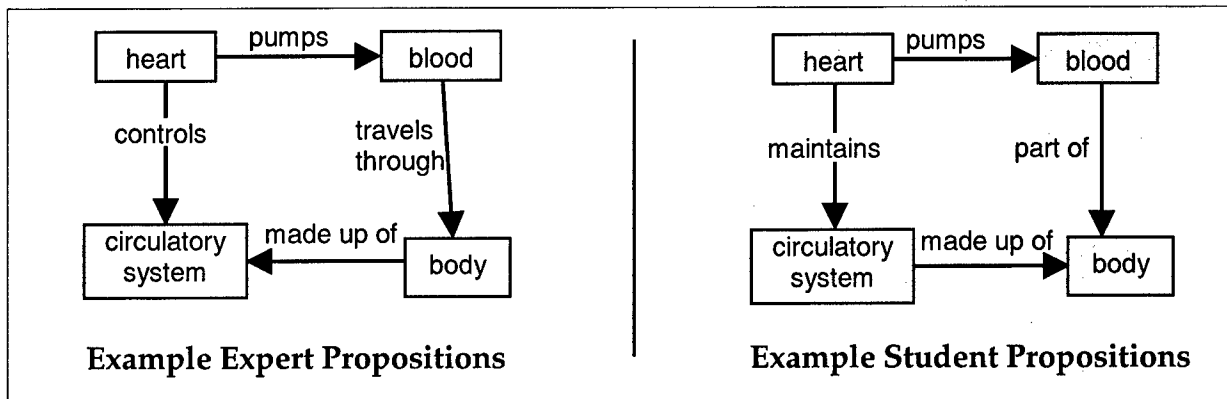 pumps
heart
blood
controls
travels
through
circulatory
system
made up of
body
Example Expert Propositions
pumps
heart
blood
maintains
part of
circulatory
system
made up of
body
Example Student Propositions